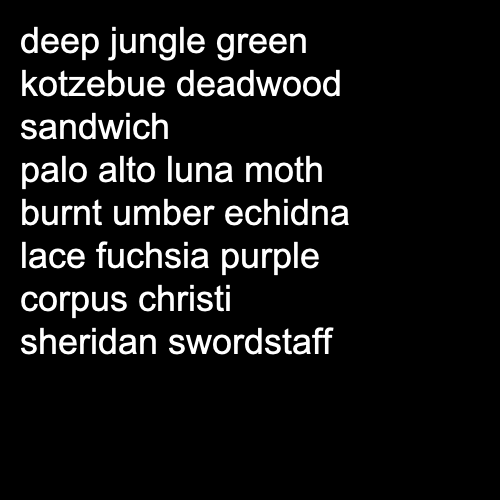 deep jungle green
kotzebue deadwood
sandwich
palo alto luna moth
burnt umber echidna
lace fuchsia purple
corpus christi
sheridan swordstaff